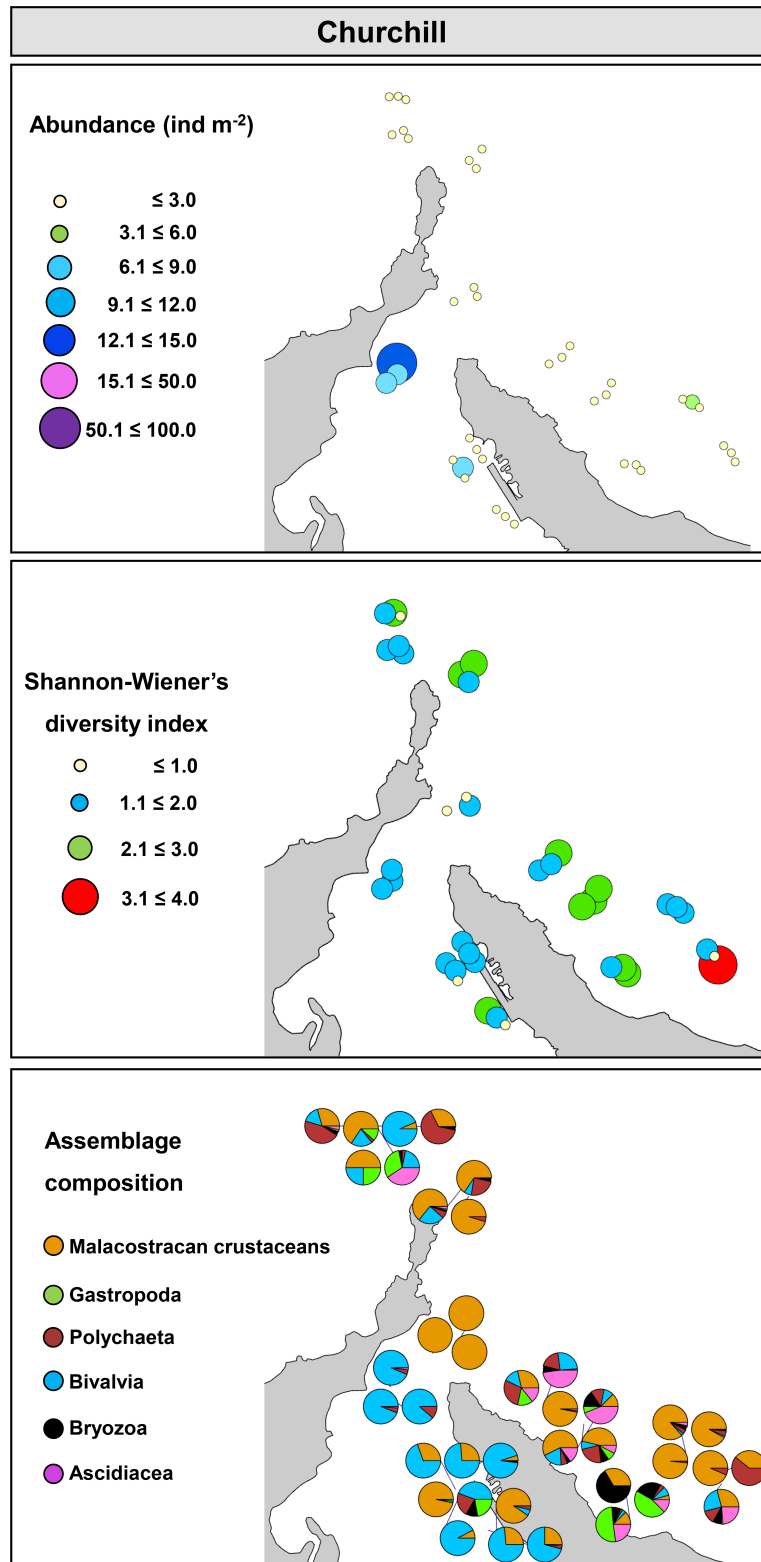 Churchill
Abundance (ind m-2)
≤ 3.0
3.1 ≤ 6.0
6.1 ≤ 9.0
9.1 ≤ 12.0
12.1 ≤ 15.0
15.1 ≤ 50.0
50.1 ≤ 100.0
Shannon-Wiener’s
diversity index
≤ 1.0
1.1 ≤ 2.0
2.1 ≤ 3.0
3.1 ≤ 4.0
Assemblage
composition
Malacostracan crustaceans
Gastropoda
Polychaeta
Bivalvia
Bryozoa
Ascidiacea